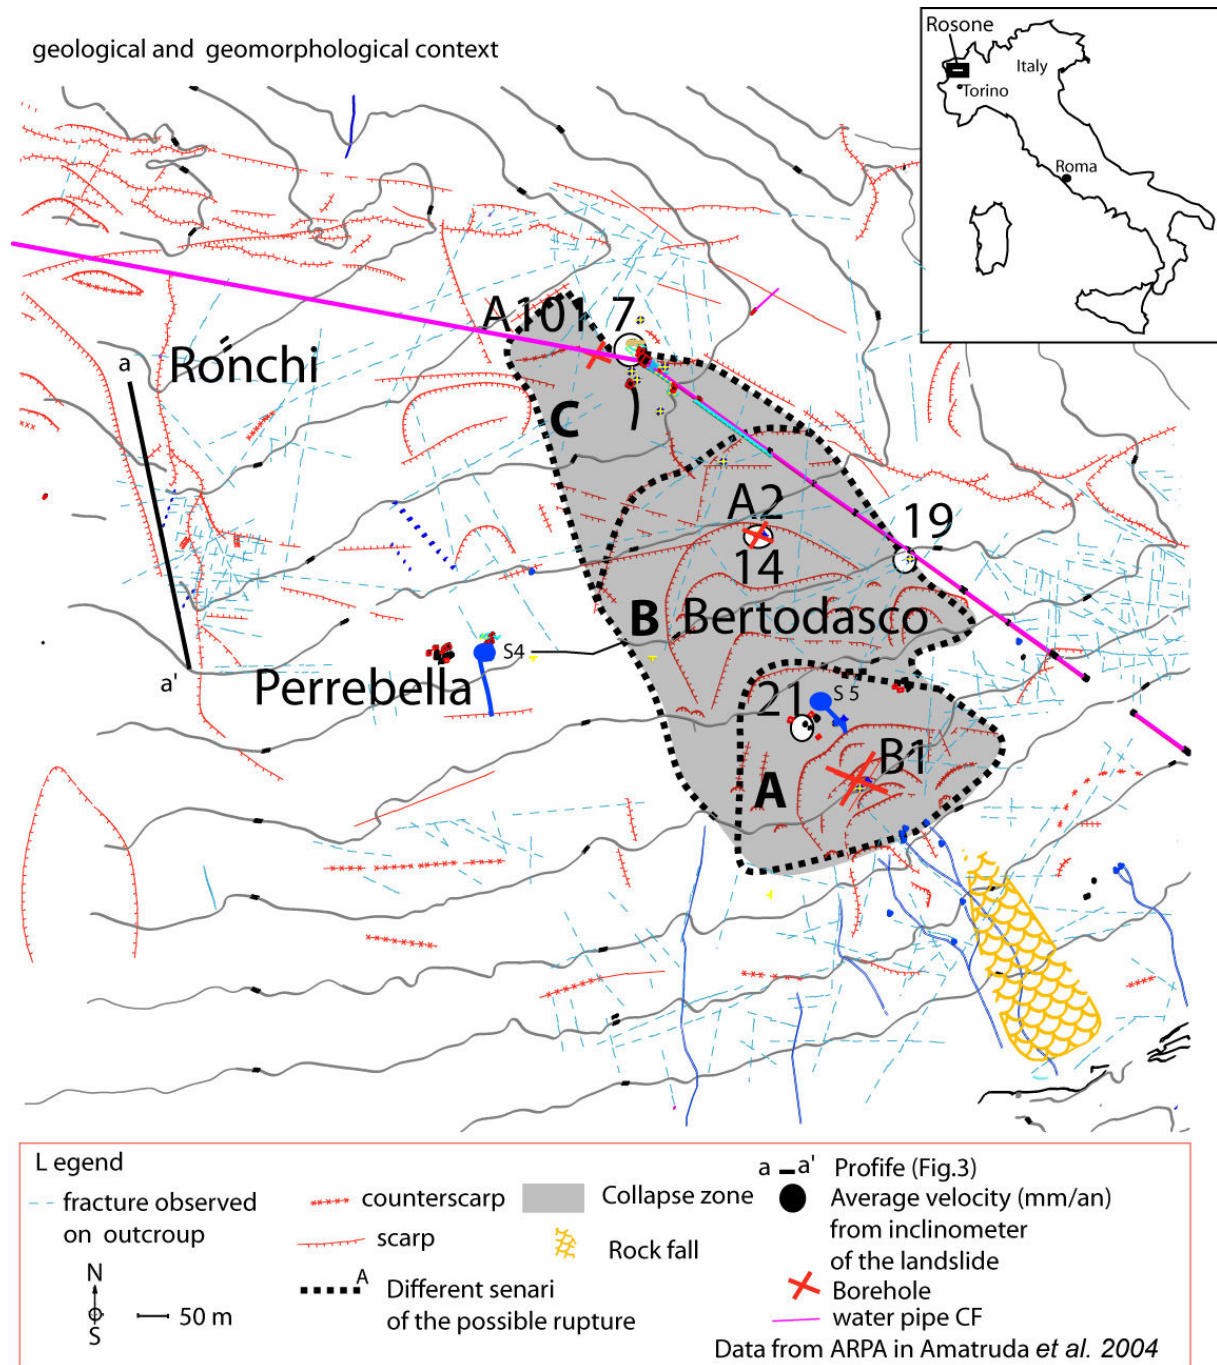 geological and geomorphological context
Rosone
Italy
Torino
Roma
A101 7
a
Ronchi
C
A2
19
14
B Bertodasco
S4
a'
Perrebella
S 5
21
B1
A
L egend
fracture observed
on outcroup
counterscarp
scarp
Collapse zone
Rock fall
a a' Profife (Fig.3)
Average velocity (mm/an)
from inclinometer
of the landslide
Borehole
water pipe CF
N
S
50 m
A
Different senari
of the possible rupture
Data from ARPA in Amatruda et al. 2004